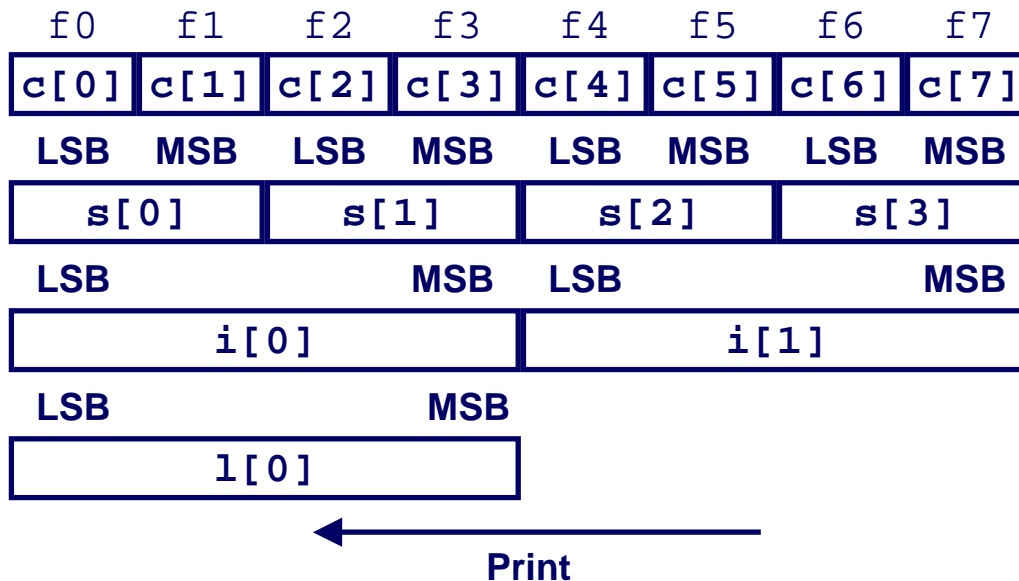 f0 f1 f2 f3 f4 f5 f6 f7
c[0] c[1] c[2] c[3] c[4] c[5] c[6] c[7]
LSB MSB LSB MSB LSB MSB LSB MSB
s[0] s[1] s[2] s[3]
LSB MSB LSB MSB
i[0] i[1]
LSB MSB
l[0]
Print